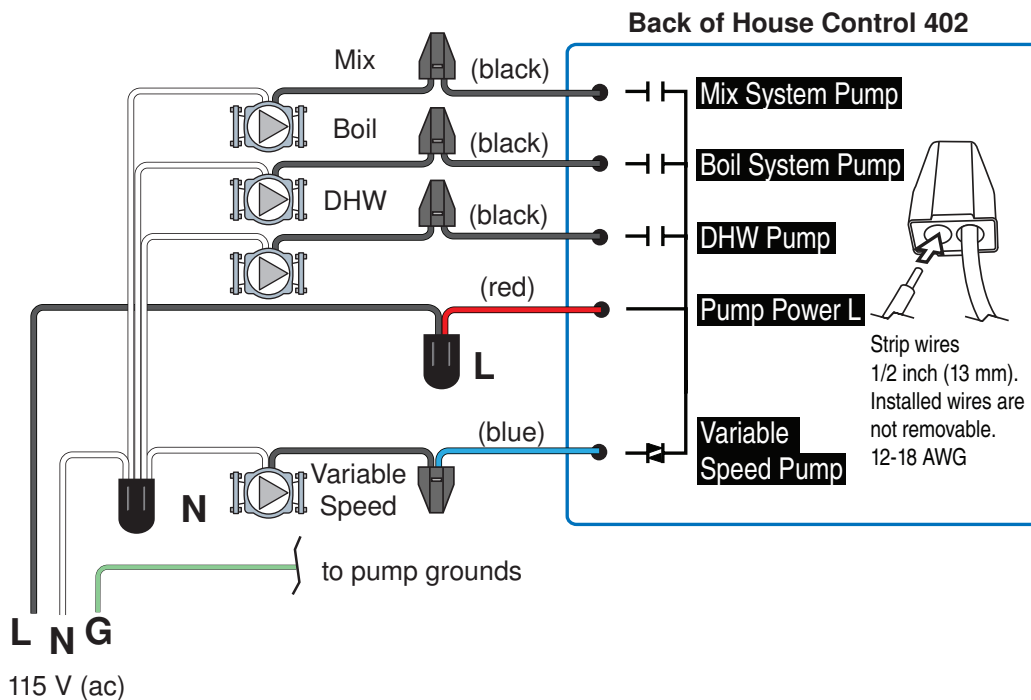 Back of House Control 402
Mix
(black)
Mix System Pump
Boil
(black)
Boil System Pump
DHW
(black)
DHW Pump
(red)
Pump Power L
L
Strip wires
1/2 inch (13 mm).
Installed wires are
not removable.
12-18 AWG
(blue)
Variable
Speed Pump
Variable
Speed
N
to pump grounds
L N G
115 V (ac)